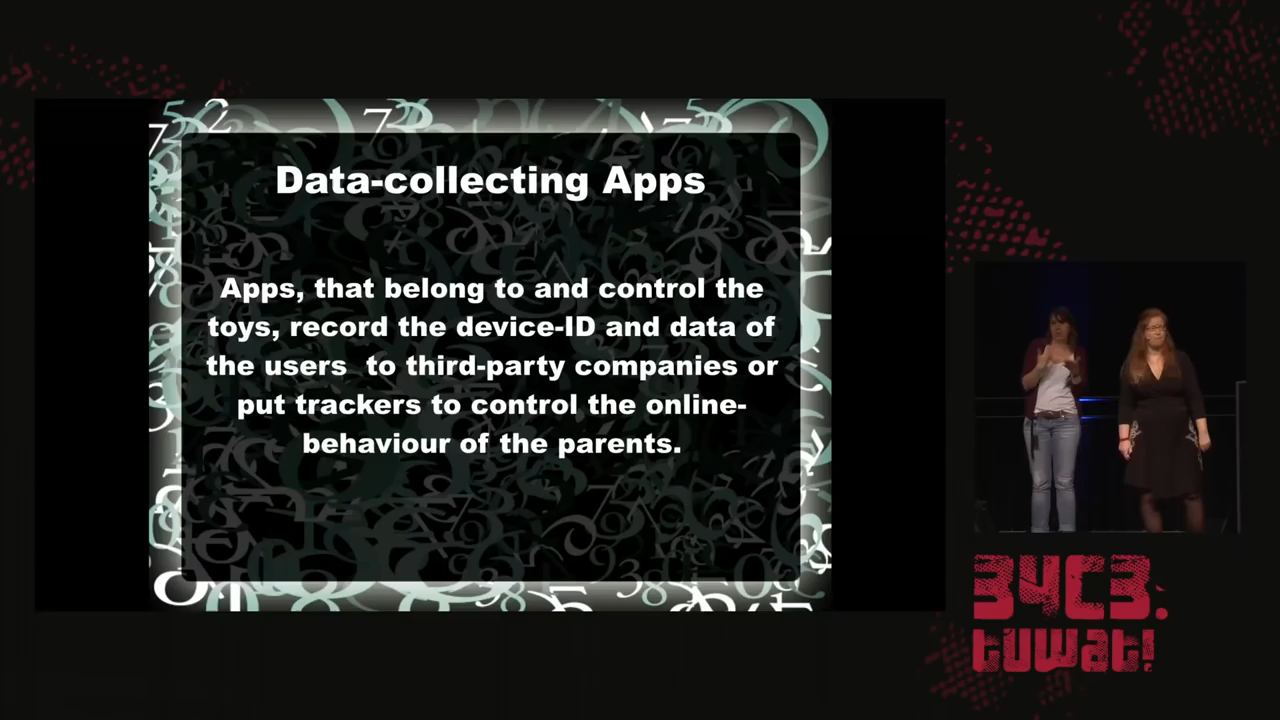 Data-collecting Apps
Apps, that belong to and control the
toys, record the device-ID and data of
the users  to third-party companies or
put trackers to control the online-
behaviour of the parents.
34C3.
tuwat!